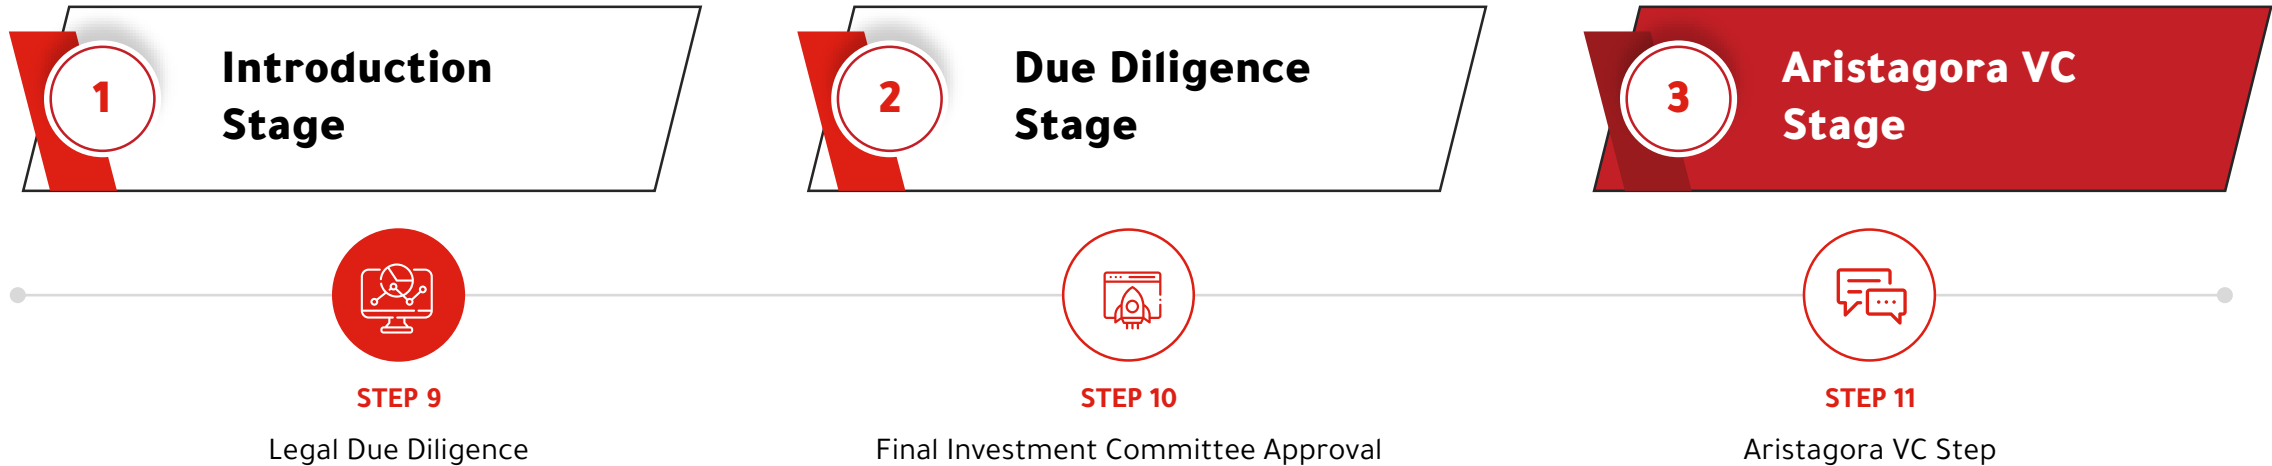 1
Introduction
Stage
2
Due Diligence
Stage
3
Aristagora VC
Stage
STEP 9
Legal Due Diligence
STEP 10
Final Investment Committee Approval
STEP 11
Aristagora VC Step